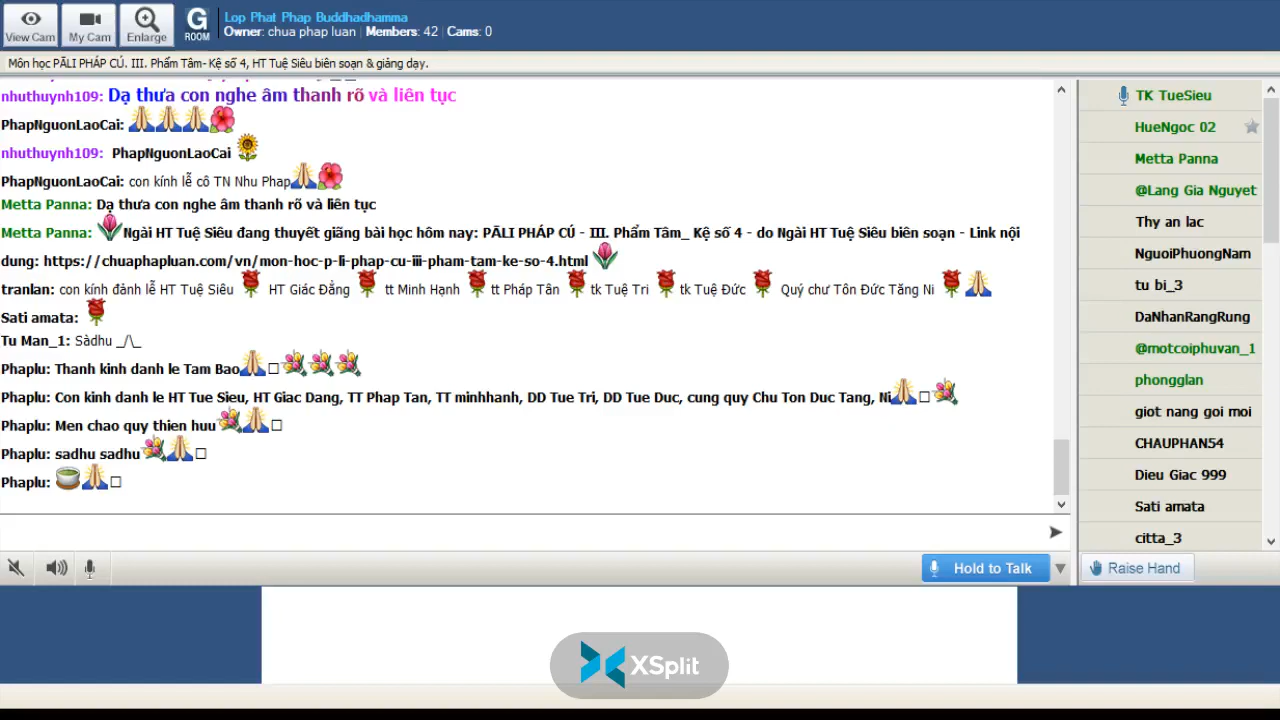 View Cam
My Cam
Enlarge
G
ROOM
Lop Phat Phap Buddhadhamma
Owner: chua phap luan | Members: 42 | Cams: 0
Môn học PĀLI PHÁP CÚ. III. Phẩm Tâm- Kệ số 4, HT Tuệ Siêu biên soạn & giảng dạy.
nhuthuynh109: Dạ thưa con nghe âm thanh rõ và liên tục
PhapNguonLaoCai:
nhuthuynh109: PhapNguonLaoCai
PhapNguonLaoCai: con kính lễ cô TN Nhu Phap
Metta Panna: Dạ thưa con nghe âm thanh rõ và liên tục
Metta Panna: Ngài HT Tuệ Siêu đang thuyết giãng bài học hôm nay: PĀLI PHÁP CÚ - III. Phẩm Tâm_ Kệ số 4 - do Ngài HT Tuệ Siêu biên soạn - Link nội
dung: https://chuaphapluan.com/vn/mon-hoc-p-li-phap-cu-iii-pham-tam-ke-so-4.html
tranlan: con kính đảnh lễ HT Tuệ Siêu HT Giác Đẳng tt Minh Hạnh tt Pháp Tân tk Tuệ Tri tk Tuệ Đức Quý chư Tôn Đức Tăng Ni
Sati amata:
Tu Man_1: Sàdhu _/\_
Phaplu: Thanh kinh danh le Tam Bao
Phaplu: Con kinh danh le HT Tue Sieu, HT Giac Dang, TT Phap Tan, TT minhhanh, DD Tue Tri, DD Tue Duc, cung quy Chu Ton Duc Tang, Ni
Phaplu: Men chao quy thien huu
Phaplu: sadhu sadhu
Phaplu:
Hold to Talk
TK TueSieu
HueNgoc 02
Metta Panna
@Lang Gia Nguyet
Thy an lac
NguoiPhuongNam
tu bi_3
DaNhanRangRung
@motcoiphuvan_1
phongglan
giot nang goi moi
CHAUPHAN54
Dieu Giac 999
Sati amata
citta_3
Raise Hand
XSplit